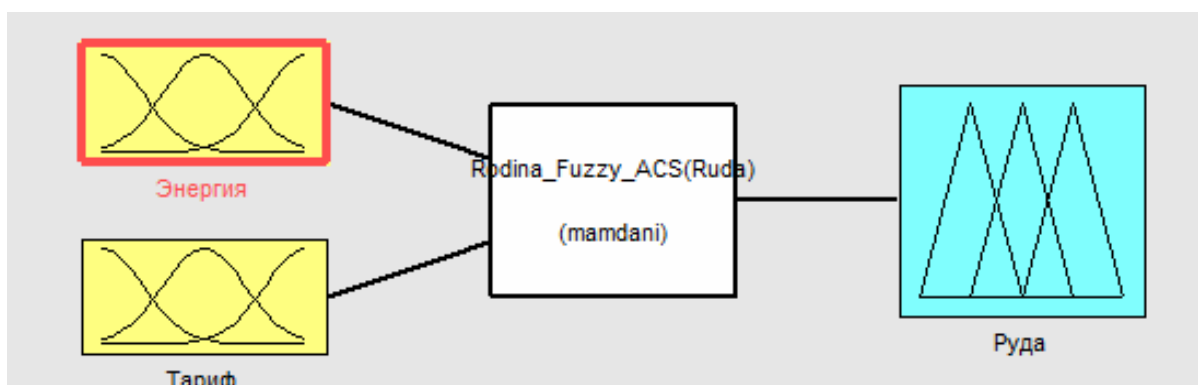 Энергия
Rodina_Fuzzy_ACS(Ruda)
(mamdani)
Руда
Тариф